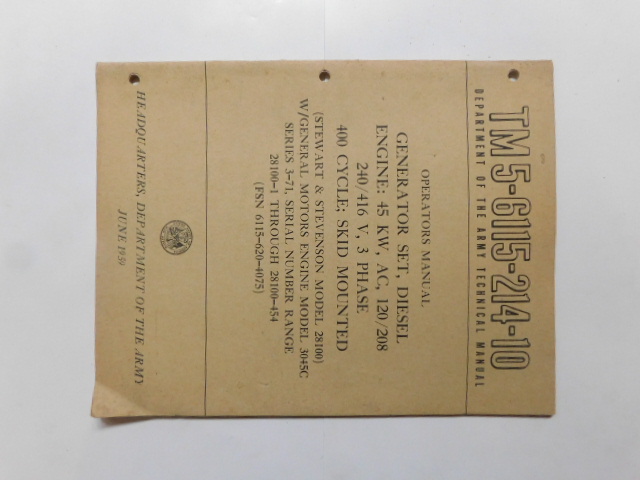 TM 5-6115-214-10
DEPARTMENT OF THE ARMY TECHNICAL MANUAL
OPERATORS MANUAL
GENERATOR SET, DIESEL
ENGINE: 45 KW, AC, 120/208
240/416 V, 3 PHASE
400 CYCLE; SKID MOUNTED
(STEWART & STEVENSON MODEL 28100)
W/GENERAL MOTORS ENGINE MODEL 3045C
SERIES 3-71, SERIAL NUMBER RANGE
28100-1 THROUGH 28100-454
(FSN 6115-620-4075)
HEADQUARTERS, DEPARTMENT OF THE ARMY
JUNE 1959